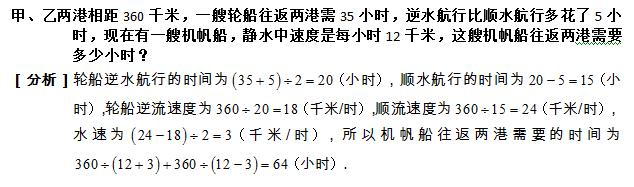 甲、乙两港相距 360 千米，一艘轮船往返两港需 35 小时，逆水航行比顺水航行多花了 5 小
时，现在有一艘机帆船，静水中速度是每小时 12 千米，这艘机帆船往返两港需要
多少小时？
[ 分析 ] 轮船逆水航行的时间为 (35+5)÷2=20（小时）, 顺水航行的时间为 20−5=15（小
时）,轮船逆流速度为 360÷20=18（千米/时）,顺流速度为 360÷15=24（千米/时）,
水速为 (24−18)÷2=3（千米/时）, 所以机帆船往返两港需要的时间为
360÷(12+3)+360÷(12−3)=64（小时）.